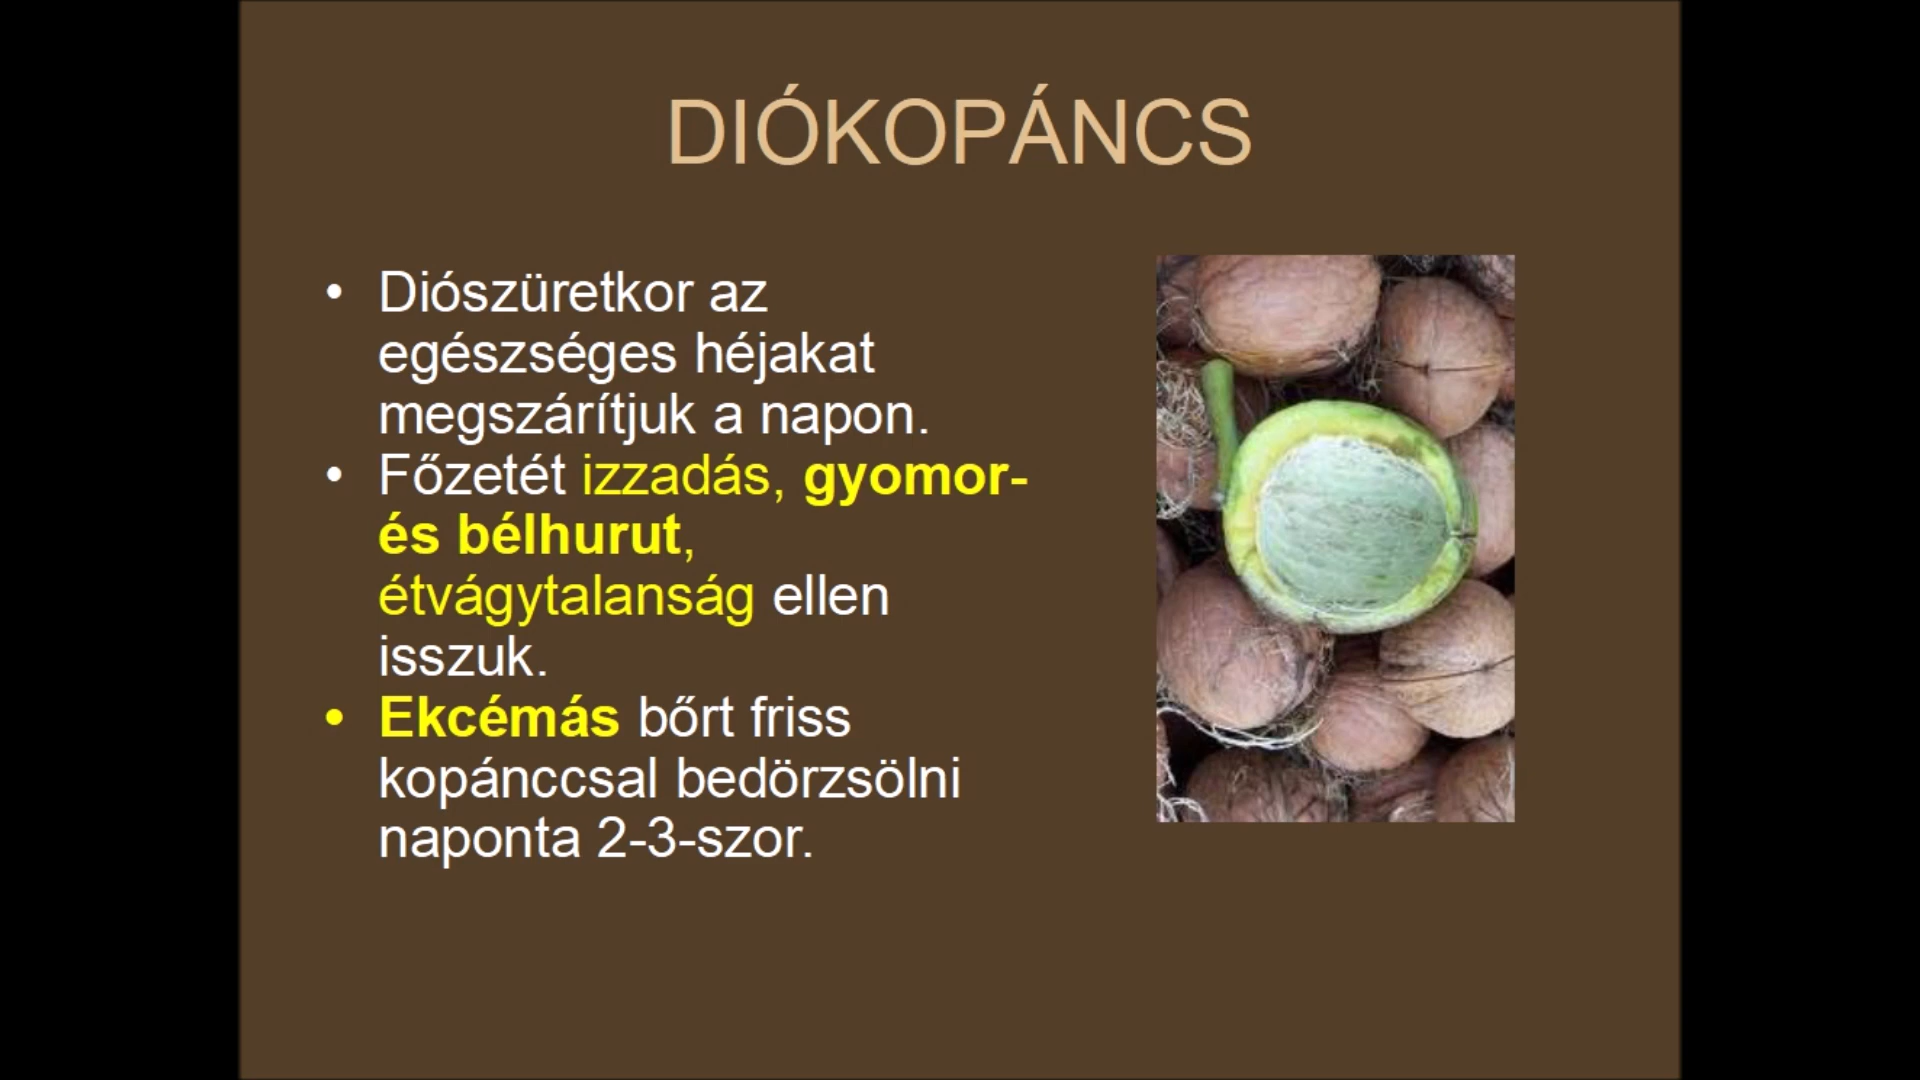 DIÓKOPÁNCS
• Diószüretkor az
egészséges héjakat
megszárítjuk a napon.
• Főzetét izzadás, gyomor-
és bélhurut,
étvágytalanság ellen
isszuk.
• Ekcémás bőrt friss
kopánccsal bedörzsölni
naponta 2-3-szor.